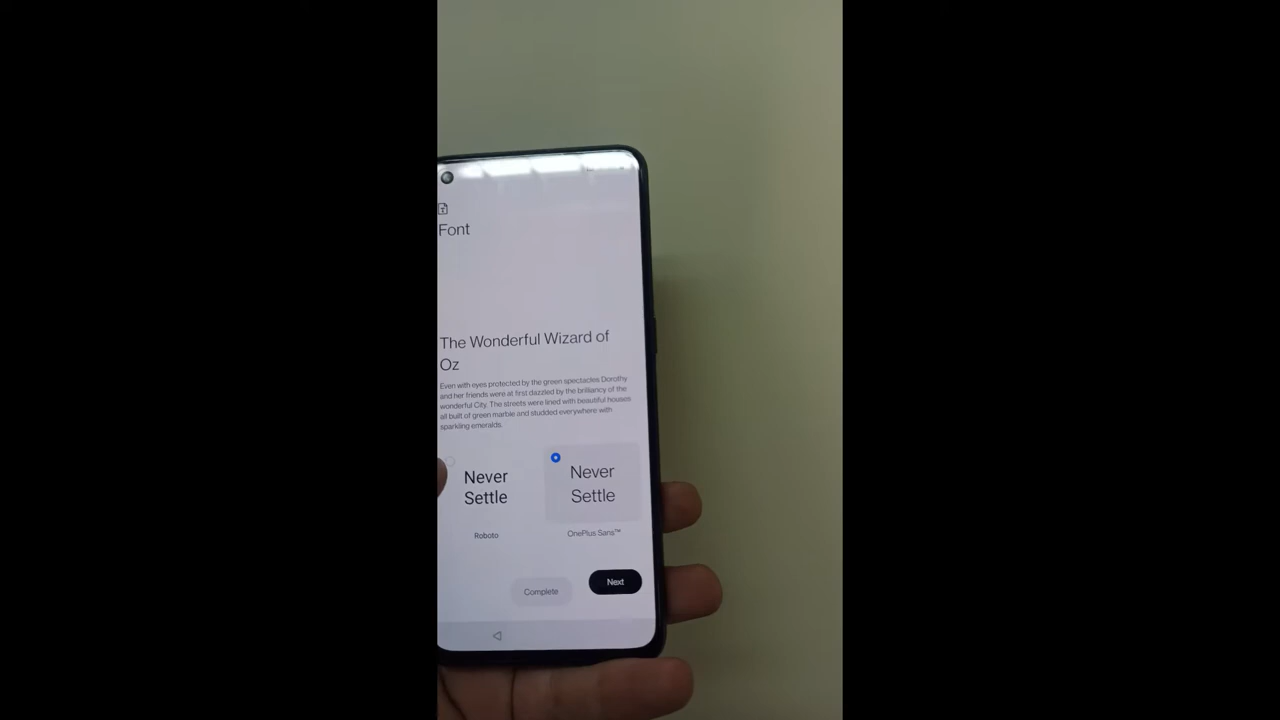 Font
The Wonderful Wizard of
Oz
Even with eyes protected by the green spectacles Dorothy
and her friends were at first dazzled by the brilliancy of the
wonderful City. The streets were lined with beautiful houses
all built of green marble and studded everywhere with
sparkling emeralds.
Never
Settle
Never
Settle
Roboto
OnePlus Sans™
Complete
Next